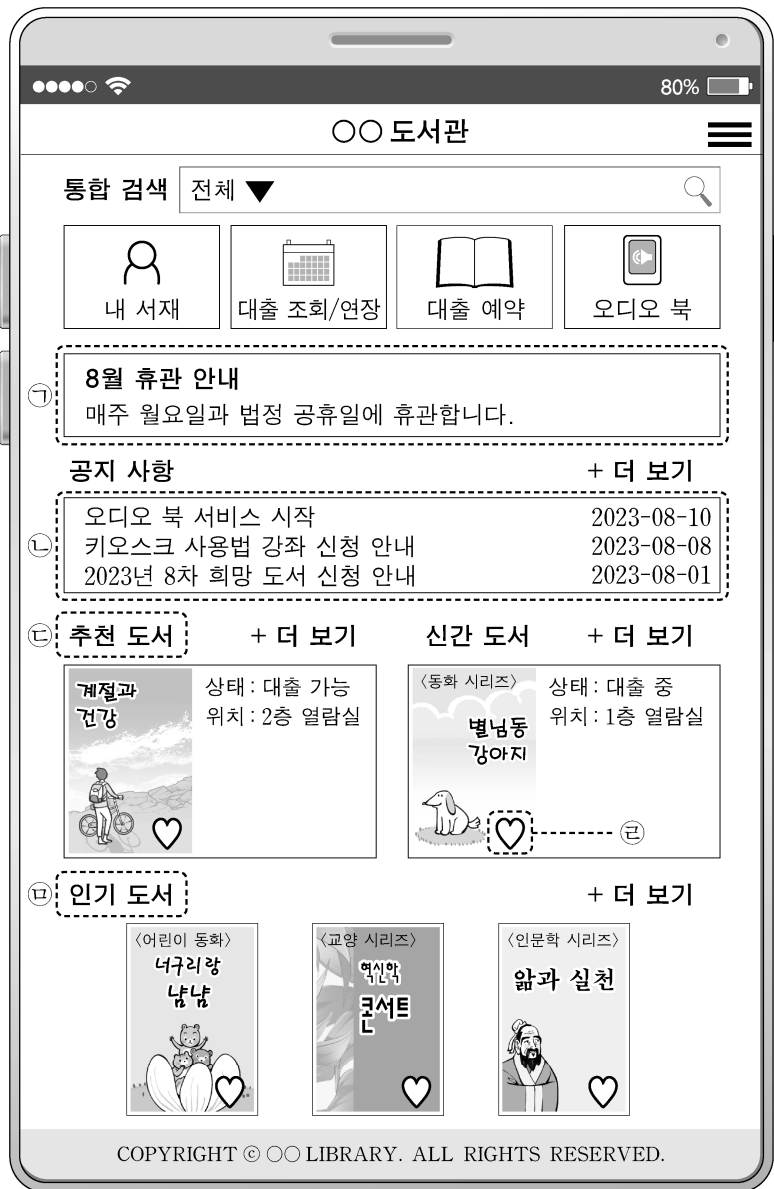 80%
○○ 도서관
통합 검색 전체 ▼
내 서재
대출 조회/연장
대출 예약
오디오 북
㉠
8월 휴관 안내
매주 월요일과 법정 공휴일에 휴관합니다.
공지 사항 + 더 보기
㉡
오디오 북 서비스 시작 2023-08-10
키오스크 사용법 강좌 신청 안내 2023-08-08
2023년 8차 희망 도서 신청 안내 2023-08-01
㉢ 추천 도서 + 더 보기
신간 도서 + 더 보기
계절과
건강
상태 : 대출 가능
위치 : 2층 열람실
〈동화 시리즈〉
별님동
강아지
상태 : 대출 중
위치 : 1층 열람실
㉣
㉤ 인기 도서 + 더 보기
〈어린이 동화〉
너구리랑
냠냠
〈교양 시리즈〉
혁신학
콘서트
〈인문학 시리즈〉
앎과 실천
COPYRIGHT ⓒ ○○ LIBRARY. ALL RIGHTS RESERVED.